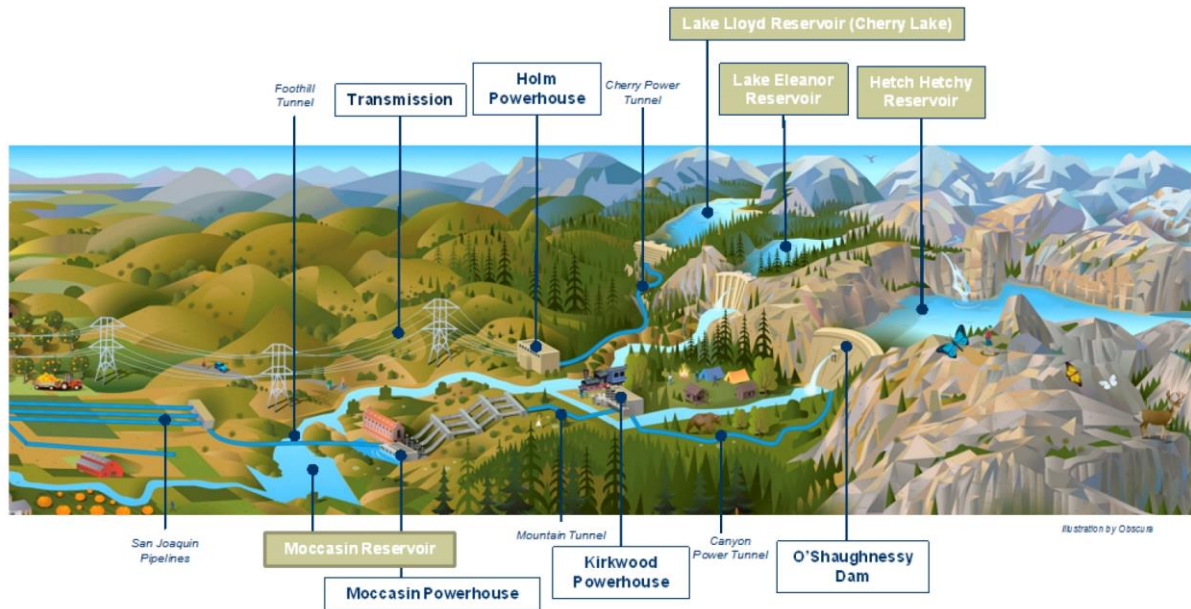 Lake Lloyd Reservoir (Cherry Lake)
Foothill
Tunnel
Transmission
Holm
Powerhouse
Cherry Power
Tunnel
Lake Eleanor
Reservoir
Hetch Hetchy
Reservoir
San Joaquin
Pipelines
Moccasin Reservoir
Moccasin Powerhouse
Mountain Tunnel
Kirkwood
Powerhouse
Canyon
Power Tunnel
O'Shaughnessy
Dam
Illustration by Obscura